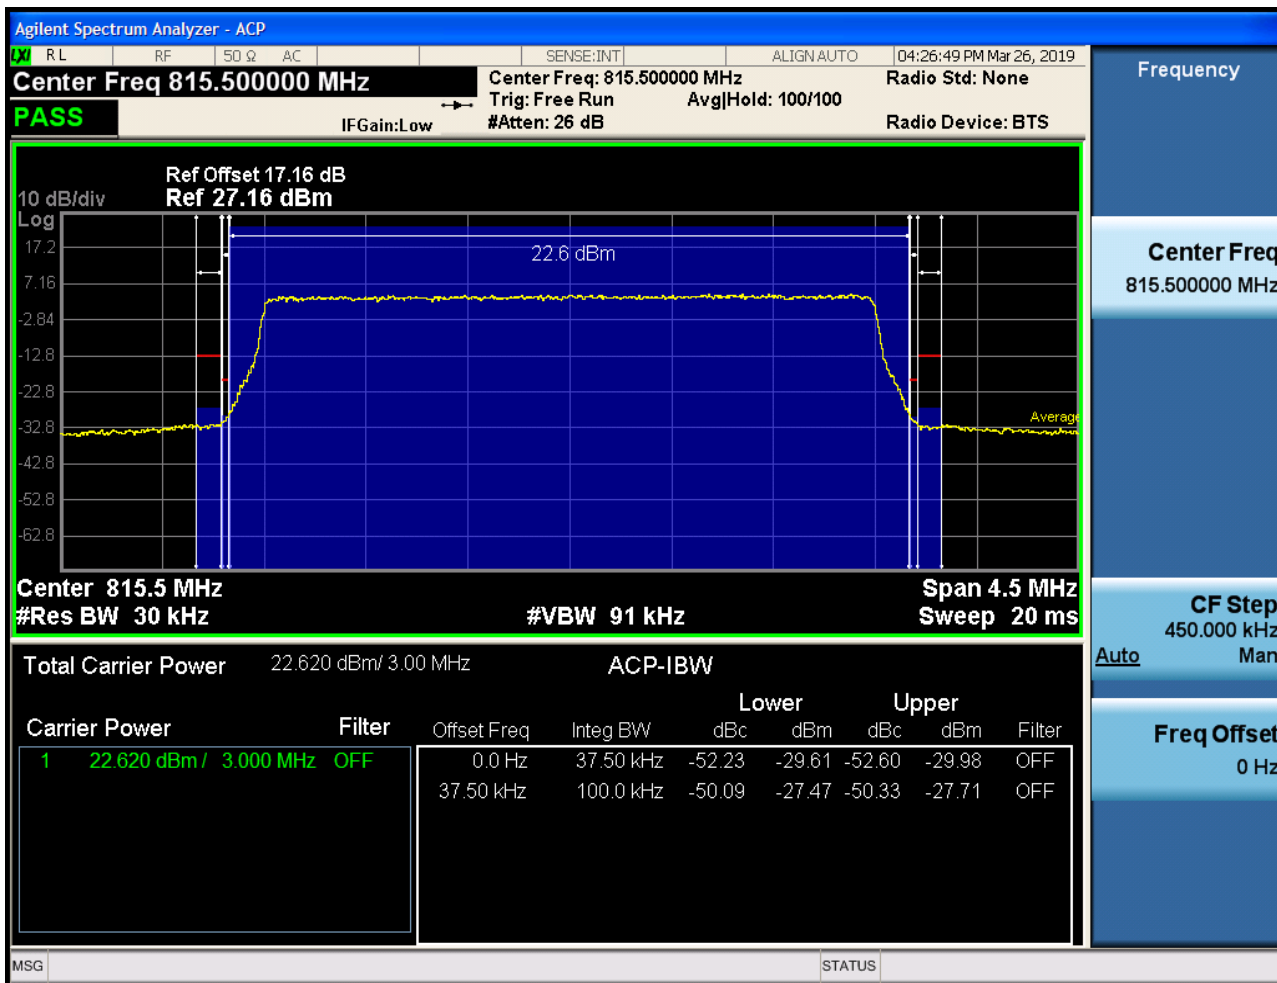 Agilent Spectrum Analyzer - ACP
LXI RL RF 50 Ω AC SENSE:INT ALIGN AUTO 04:26:49 PM Mar 26, 2019
Center Freq 815.500000 MHz
Center Freq: 815.500000 MHz Radio Std: None
Trig: Free Run Avg|Hold: 100/100
PASS IFGain:Low #Atten: 26 dB Radio Device: BTS
Ref Offset 17.16 dB
10 dB/div Ref 27.16 dBm
Log
17.2
22.6 dBm
7.16
-2.84
-12.8
-22.8
Average
-32.8
-42.8
-52.8
-62.8
Center 815.5 MHz Span 4.5 MHz
#Res BW 30 kHz #VBW 91 kHz Sweep 20 ms
Total Carrier Power 22.620 dBm/ 3.00 MHz ACP-IBW
Lower Upper
Carrier Power Filter Offset Freq Integ BW dBc dBm dBc dBm Filter
1 22.620 dBm / 3.000 MHz OFF 0.0 Hz 37.50 kHz -52.23 -29.61 -52.60 -29.98 OFF
37.50 kHz 100.0 kHz -50.09 -27.47 -50.33 -27.71 OFF
MSG STATUS
Frequency
Center Freq
815.500000 MHz
CF Step
450.000 kHz
Auto Man
Freq Offset
0 Hz